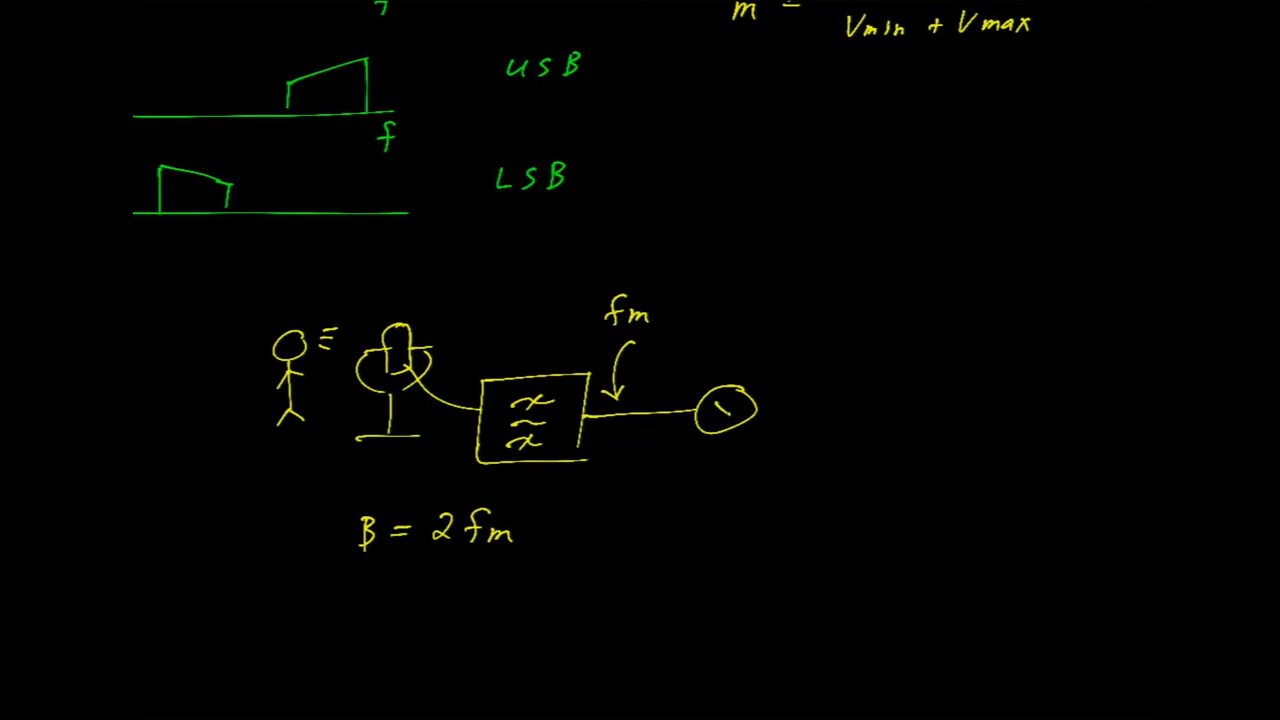 m =
Vmin + Vmax
USB
f
LSB
fm
B = 2fm